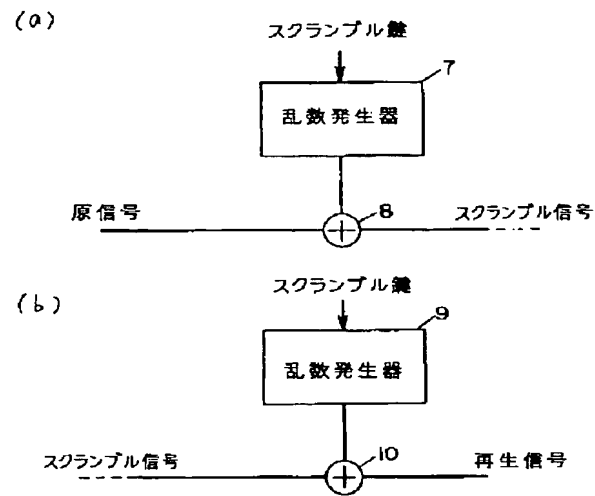 (a)
スクランブル鍵
7
乱数発生器
原信号
8
スクランブル信号
(b)
スクランブル鍵
9
乱数発生器
スクランブル信号
10
再生信号